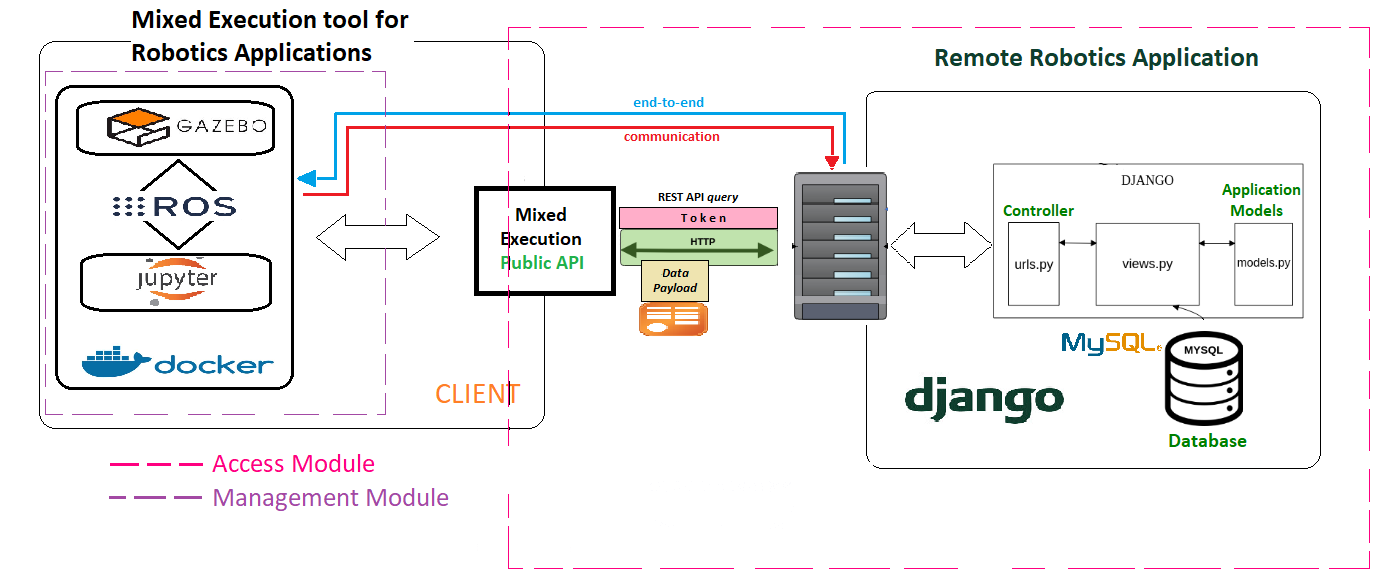 Mixed Execution tool for
Robotics Applications
Remote Robotics Application
GAZEBO
ROS
jupyter
docker
CLIENT
end-to-end
communication
Mixed
Execution
Public API
REST API query
Token
HTTP
Data
Payload
DJANGO
Controller
Application
Models
urls.py
views.py
models.py
MySQL
MYSQL
Database
django
Access Module
Management Module